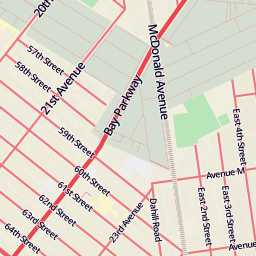 20th
McDonald Avenue
57th Street
58th Street
21st Avenue
Bay Parkway
East 4th Street
59th Street
60th Street
Avenue M
61st Street
62nd Street
63rd Street
64th Street
23rd Avenue
Dahill Road
East 2nd Street
East 3rd Street